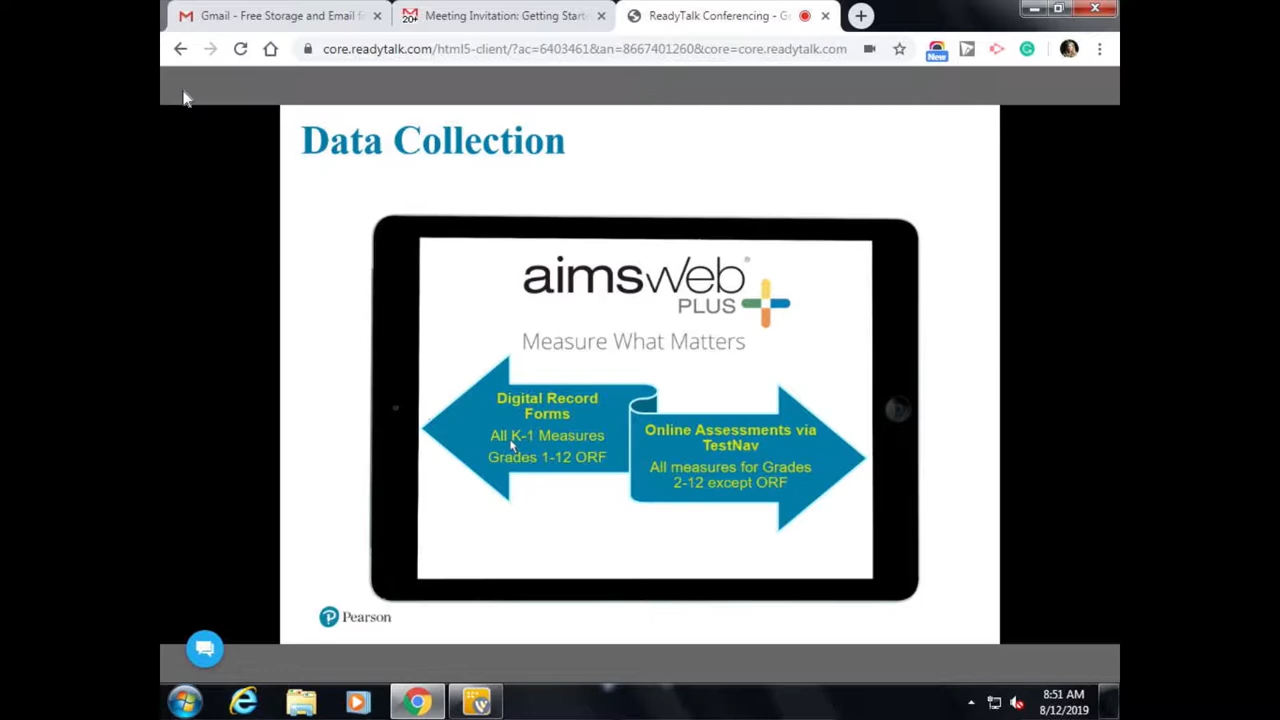 Gmail - Free Storage and Email f
20+
Meeting Invitation: Getting Start
ReadyTalk Conferencing - G
core.readytalk.com/html5-client/?ac=6403461&an=8667401260&core=core.readytalk.com
New
Data Collection
aimsweb®
PLUS
Measure What Matters
Digital Record
Forms
All K-1 Measures
Grades 1-12 ORF
Online Assessments via
TestNav
All measures for Grades
2-12 except ORF
Pearson
8:51 AM
8/12/2019